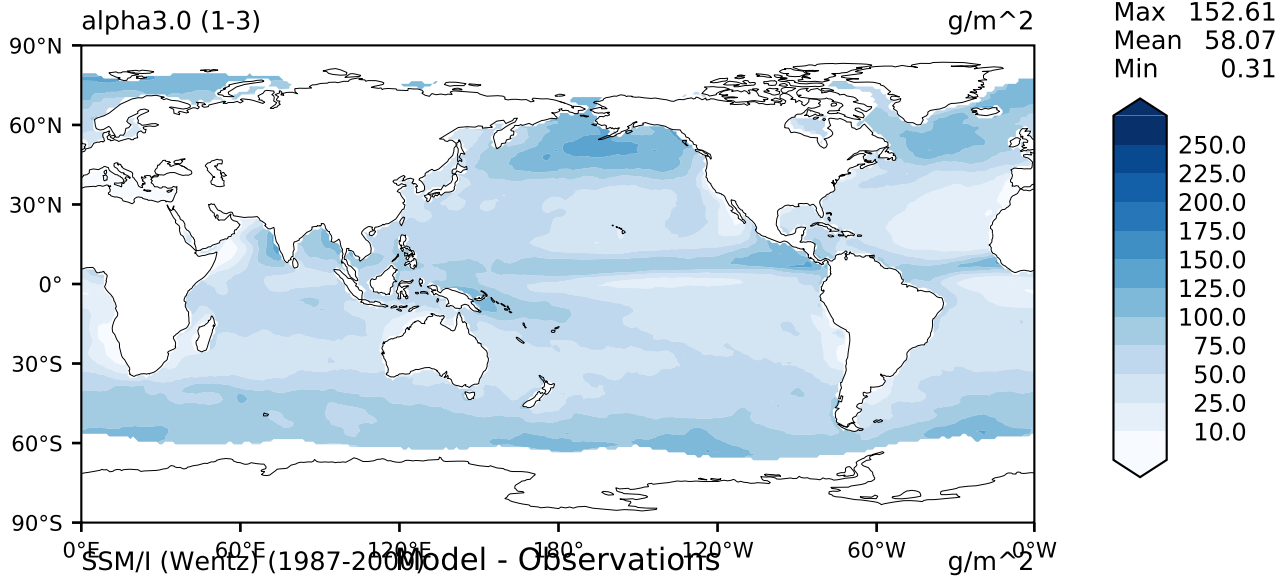 alpha3.0 (1-3) g/m^2
Max 152.61
Mean 58.07
Min 0.31
90°N
60°N
30°N
0°
30°S
60°S
90°S
0°E 60°E 120°E 180° 120°W 60°W 0°W
SSM/I (Wentz) (1987-2000) Model - Observations g/m^2
250.0
225.0
200.0
175.0
150.0
125.0
100.0
75.0
50.0
25.0
10.0